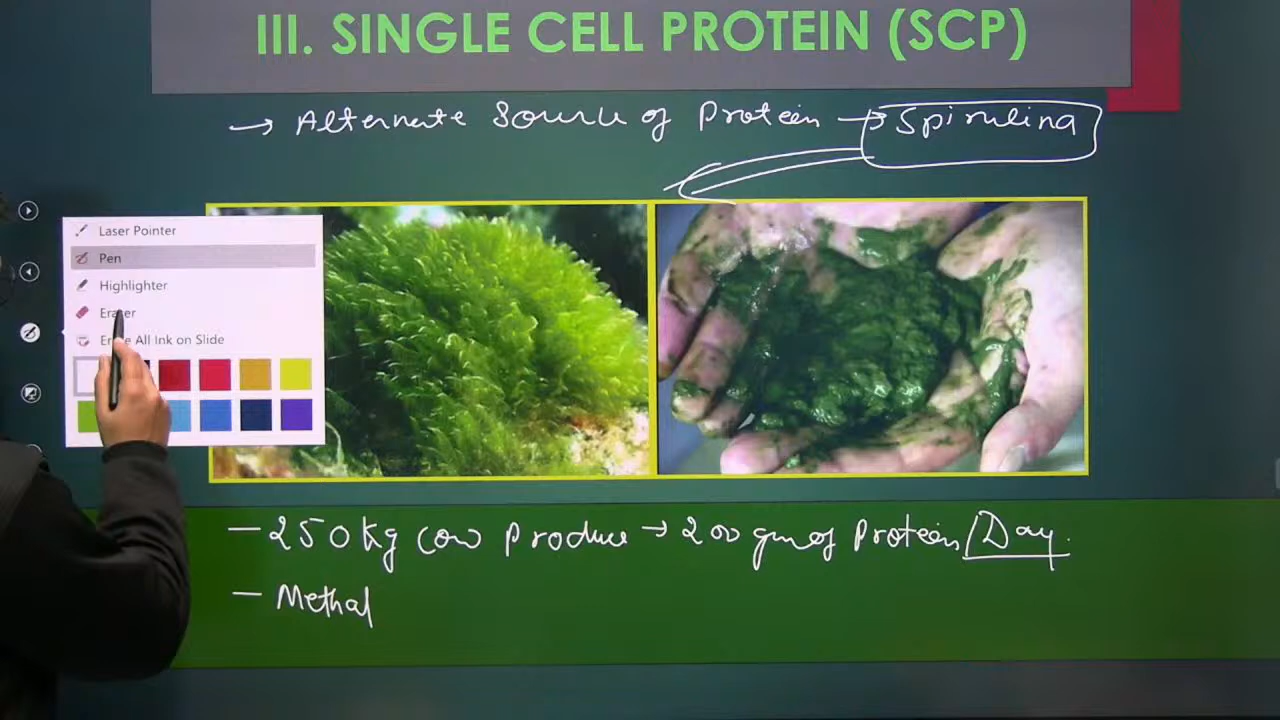 III. SINGLE CELL PROTEIN (SCP)
→ Alternate Source of Protein → Spirulina
Laser Pointer
Pen
Highlighter
Eraser
Erase All Ink on Slide
— 250 Kg Cow Produce → 200 gm of Protein/Day.
— Methal